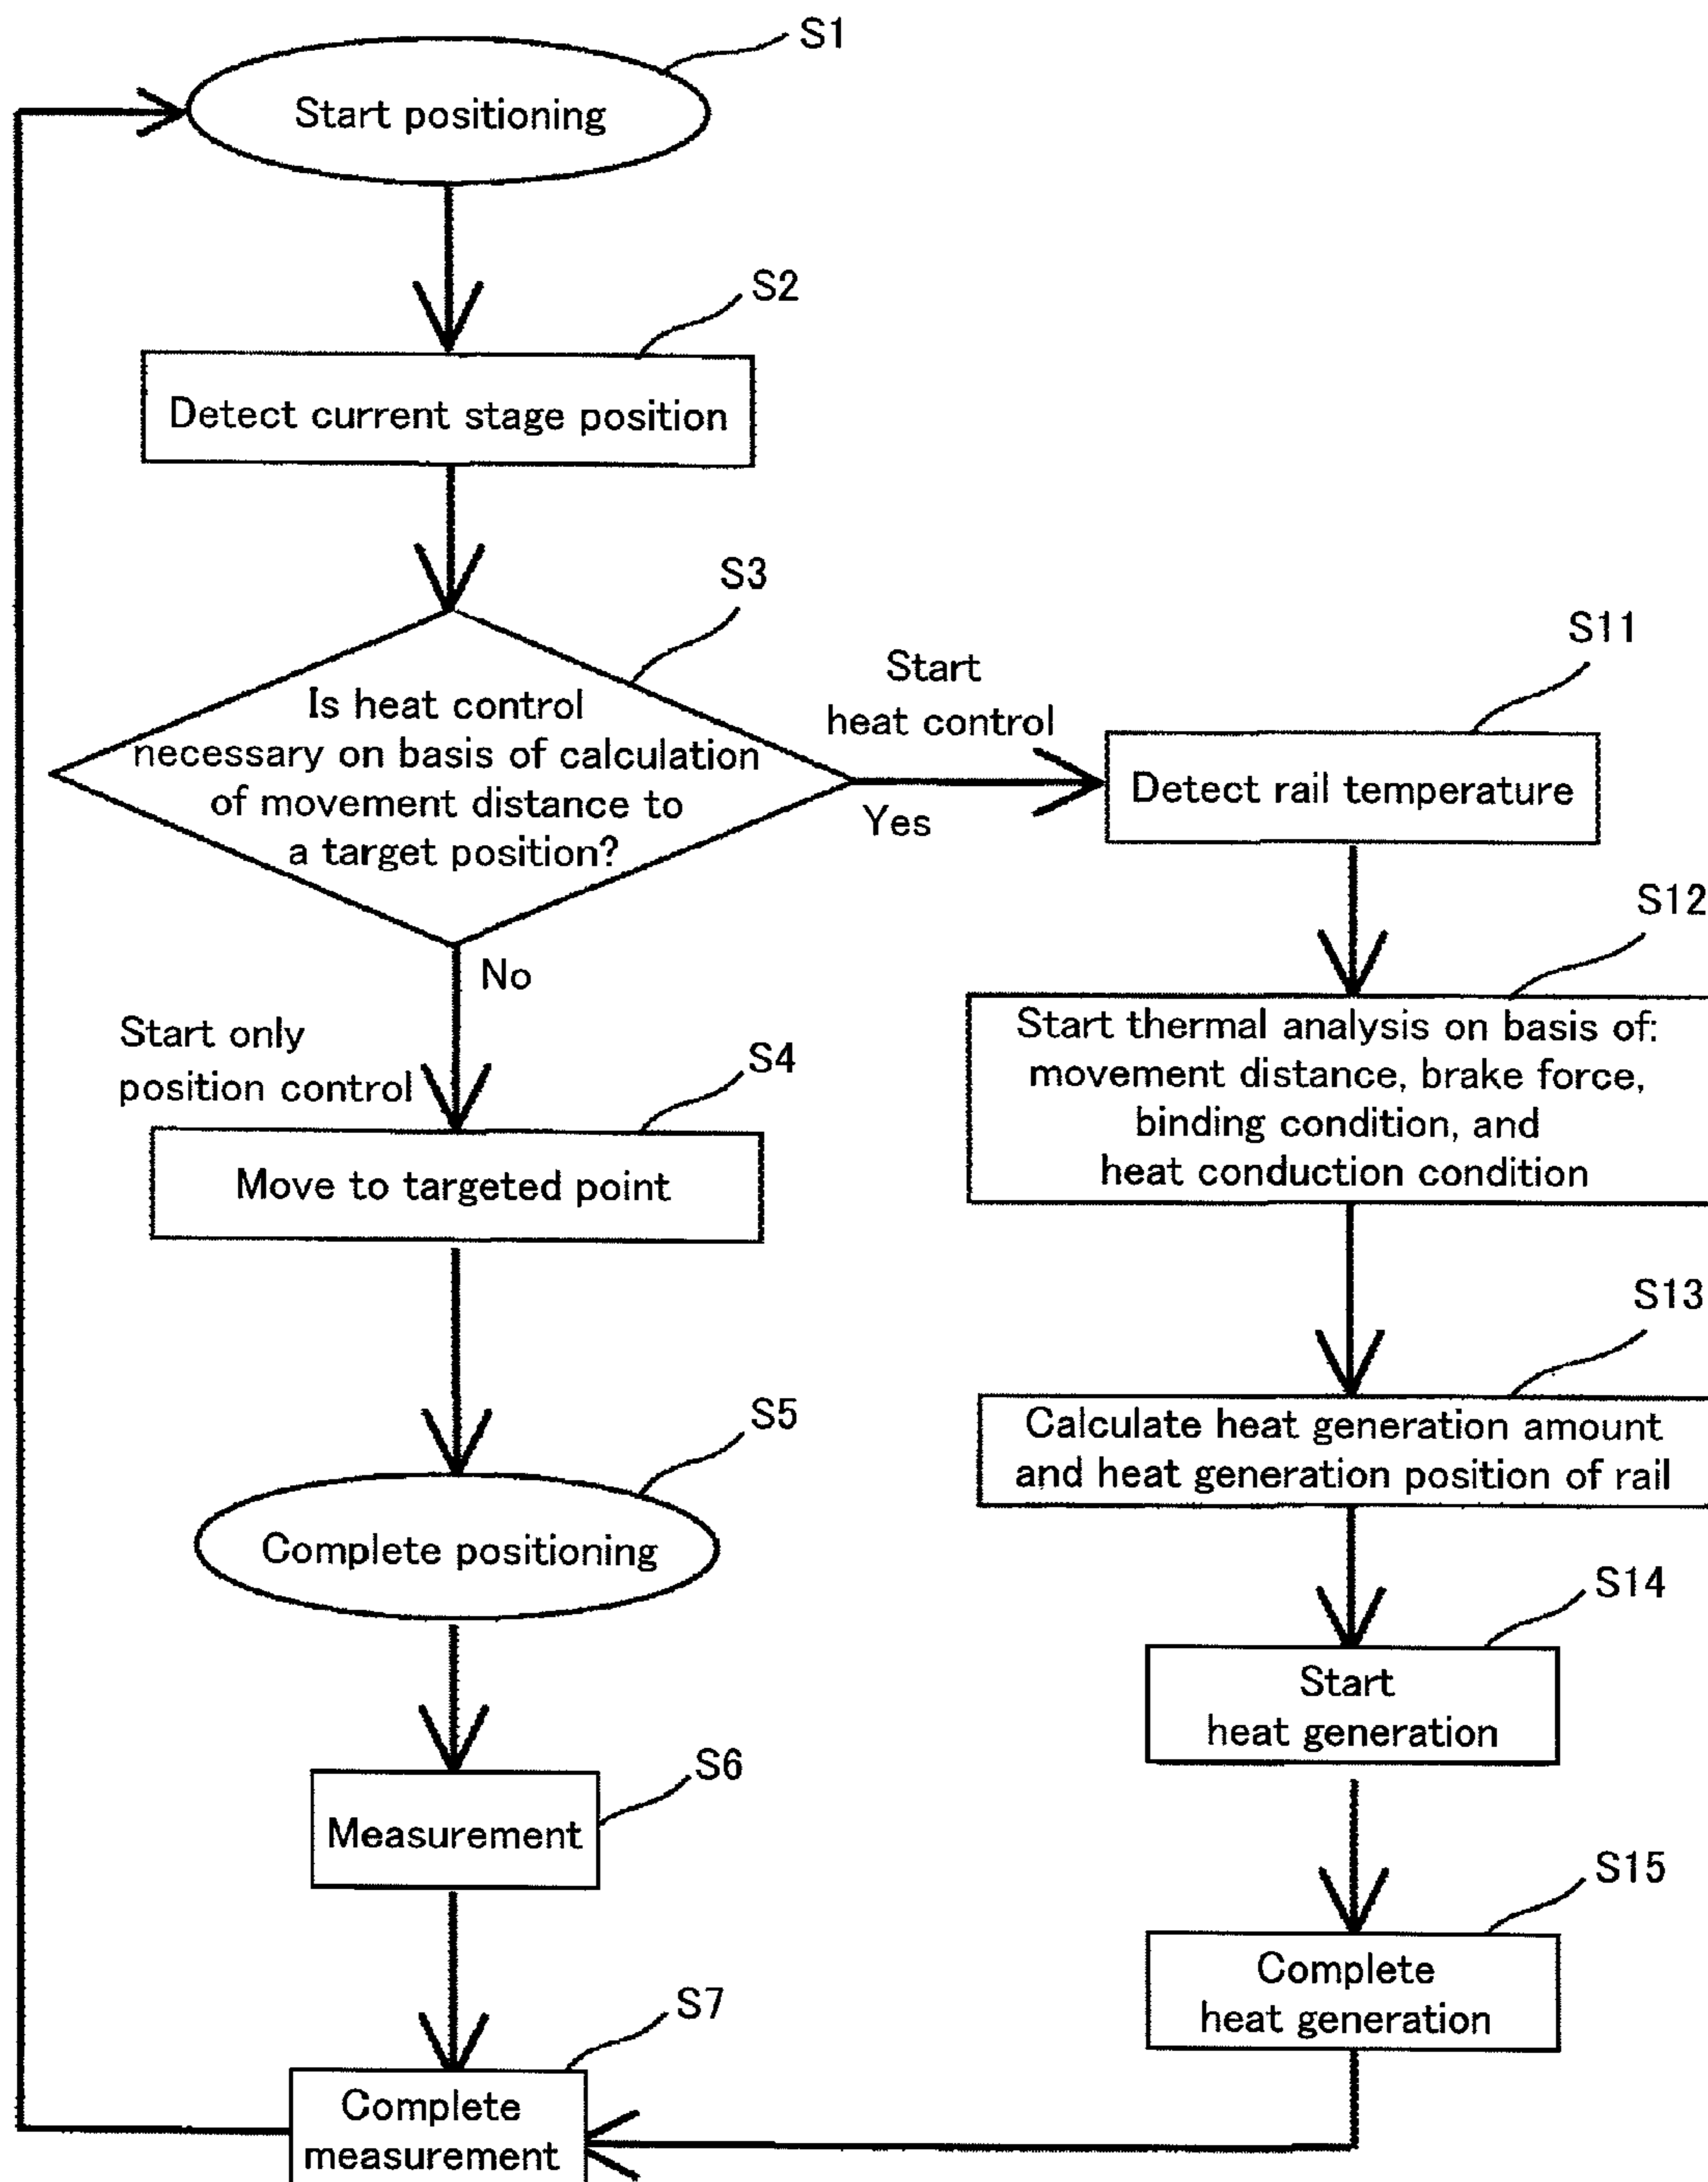 S1
Start positioning
S2
Detect current stage position
S3
Is heat control
necessary on basis of calculation
of movement distance to
a target position?
Start
heat control
Yes
No
Start only
position control
S4
Move to targeted point
S5
Complete positioning
S6
Measurement
S7
Complete
measurement
S11
Detect rail temperature
S12
Start thermal analysis on basis of:
movement distance, brake force,
binding condition, and
heat conduction condition
S13
Calculate heat generation amount
and heat generation position of rail
S14
Start
heat generation
S15
Complete
heat generation